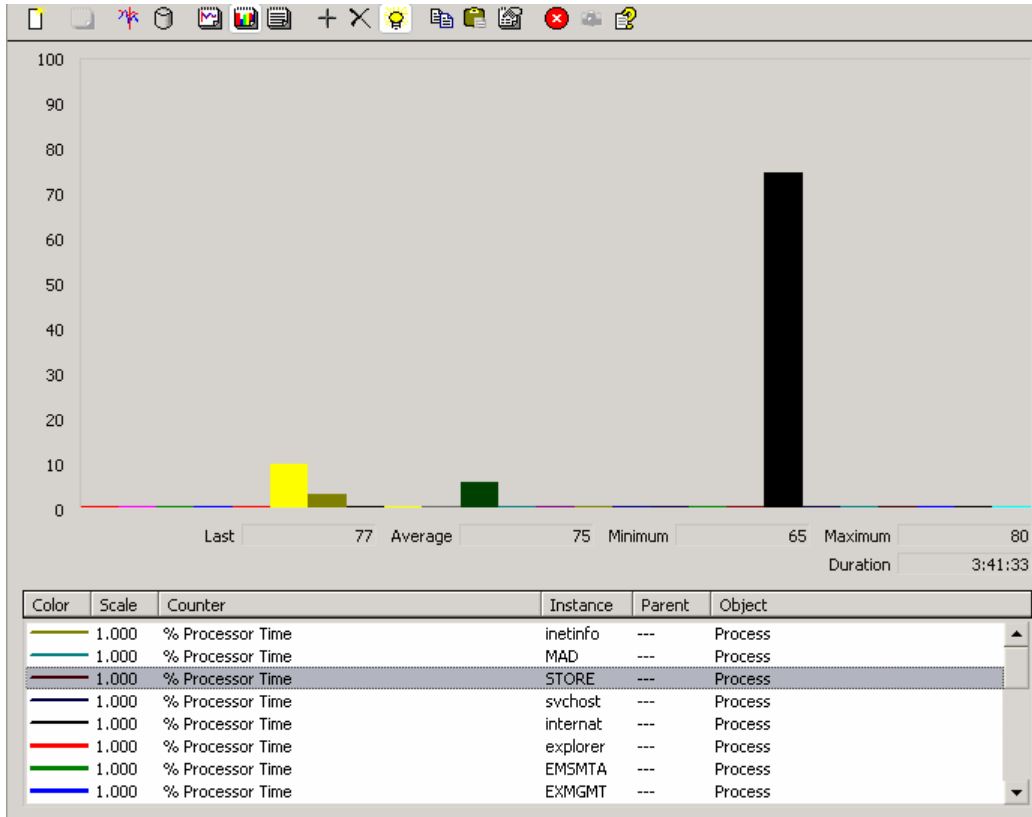 100
90
80
70
60
50
40
30
20
10
0
Last 77 Average 75 Minimum 65 Maximum 80
Duration 3:41:33
Color Scale Counter Instance Parent Object
1.000 % Processor Time inetinfo --- Process
1.000 % Processor Time MAD --- Process
1.000 % Processor Time STORE --- Process
1.000 % Processor Time svchost --- Process
1.000 % Processor Time internat --- Process
1.000 % Processor Time explorer --- Process
1.000 % Processor Time EMSMTA --- Process
1.000 % Processor Time EXMGMT --- Process